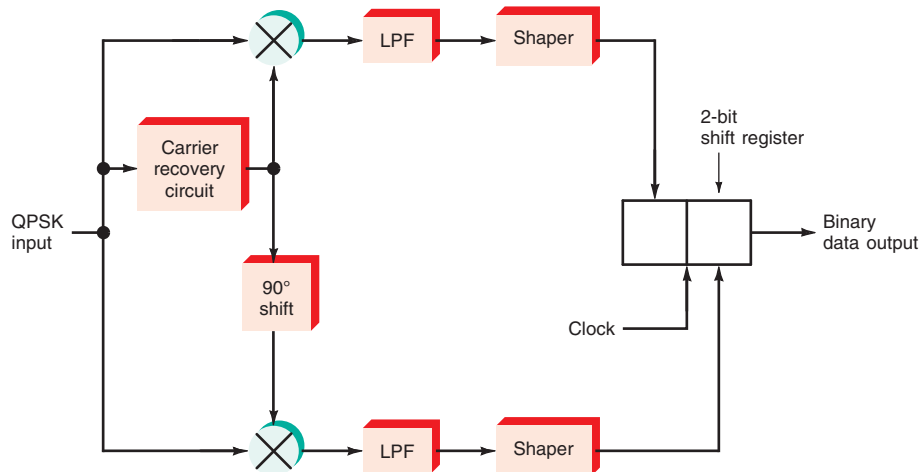 LPF
Shaper
2-bit
shift register
Carrier
recovery
circuit
QPSK
input
Binary
data output
90°
shift
Clock
LPF
Shaper